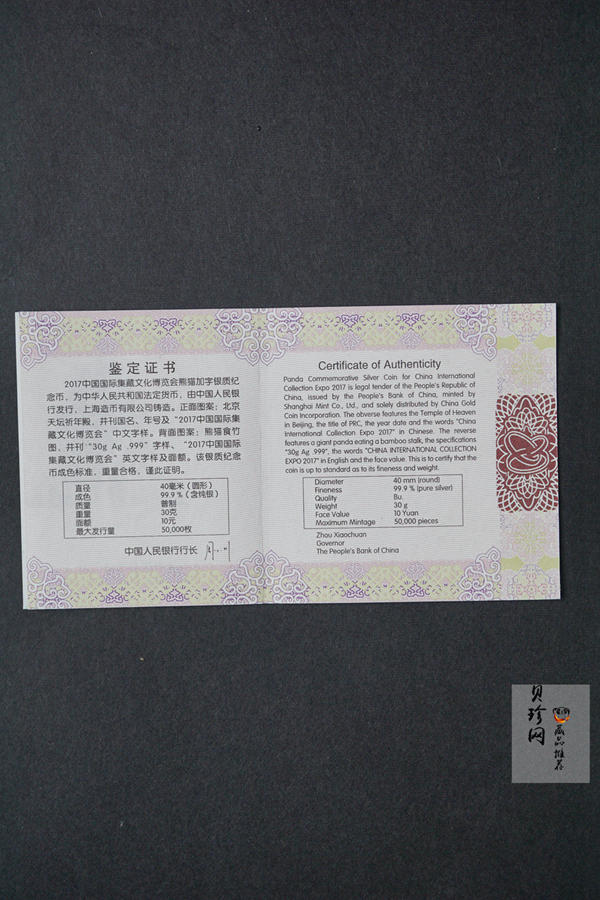 鉴定证书
2017中国国际集藏文化博览会熊猫加字银质纪
念币，为中华人民共和国法定货币，由中国人民银
行发行，上海造币有限公司铸造。正面图案：北京
天坛祈年殿，并刊国名、年号及“2017中国国际集
藏文化博览会”中文字样。背面图案：熊猫食竹
图，并刊“30g Ag .999”字样、“2017中国国际
集藏文化博览会”英文字样及面额。该银质纪念
币成色标准，重量合格，谨此证明。
直径 40毫米（圆形）
成色 99.9 %（含纯银）
质量 普制
重量 30克
面额 10元
最大发行量 50,000枚
中国人民银行行长
Certificate of Authenticity
Panda Commemorative Silver Coin for China International
Collection Expo 2017 is legal tender of the People's Republic of
China, issued by the People's Bank of China, minted by
Shanghai Mint Co., Ltd., and solely distributed by China Gold
Coin Incorporation. The obverse features the Temple of Heaven
in Beijing, the title of PRC, the year date and the words "China
International Collection Expo 2017" in Chinese. The reverse
features a giant panda eating a bamboo stalk, the specifications
"30g Ag .999", the words "CHINA INTERNATIONAL COLLECTION
EXPO 2017" in English and the face value. This is to certify that the
coin is up to standard as to its fineness and weight.
Diameter 40 mm (round)
Fineness 99.9 % (pure silver)
Quality Bu.
Weight 30 g
Face Value 10 Yuan
Maximum Mintage 50,000 pieces
Zhou Xiaochuan
Governor
The People's Bank of China
贝珍网
藏品推荐